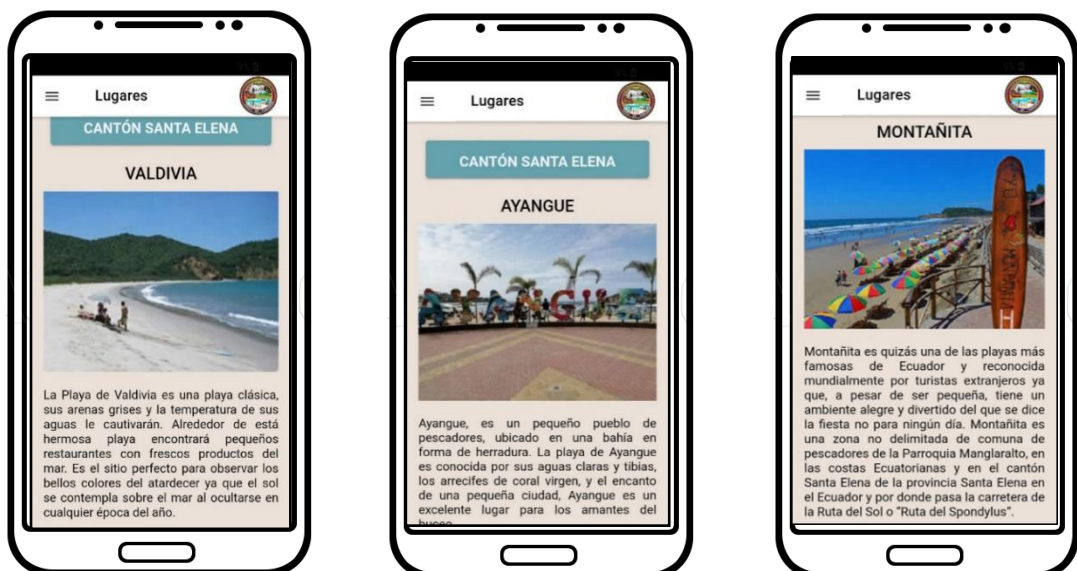 Lugares
CANTÓN SANTA ELENA
VALDIVIA
La Playa de Valdivia es una playa clásica,
sus arenas grises y la temperatura de sus
aguas le cautivarán. Alrededor de está
hermosa playa encontrará pequeños
restaurantes con frescos productos del
mar. Es el sitio perfecto para observar los
bellos colores del atardecer ya que el sol
se contempla sobre el mar al ocultarse en
cualquier época del año.
Lugares
CANTÓN SANTA ELENA
AYANGUE
Ayangue, es un pequeño pueblo de
pescadores, ubicado en una bahía en
forma de herradura. La playa de Ayangue
es conocida por sus aguas claras y tibias,
los arrecifes de coral virgen, y el encanto
de una pequeña ciudad, Ayangue es un
excelente lugar para los amantes del
buceo
Lugares
MONTAÑITA
YO
MONTAÑITA
Montañita es quizás una de las playas más
famosas de Ecuador y reconocida
mundialmente por turistas extranjeros ya
que, a pesar de ser pequeña, tiene un
ambiente alegre y divertido del que se dice
la fiesta no para ningún día. Montañita es
una zona no delimitada de comuna de
pescadores de la Parroquia Manglaralto, en
las costas Ecuatorianas y en el cantón
Santa Elena de la provincia Santa Elena en
el Ecuador y por donde pasa la carretera de
la Ruta del Sol o “Ruta del Spondylus”.